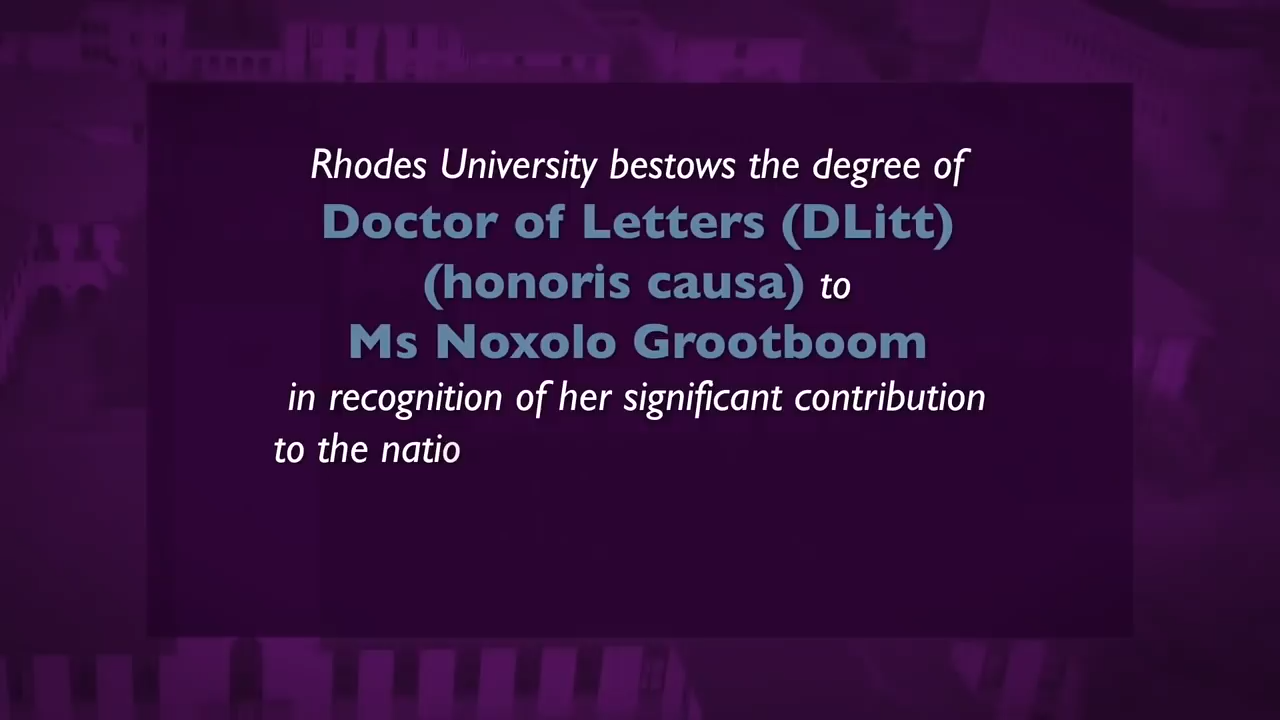 Rhodes University bestows the degree of
Doctor of Letters (DLitt)
(honoris causa) to
Ms Noxolo Grootboom
in recognition of her significant contribution
to the natio